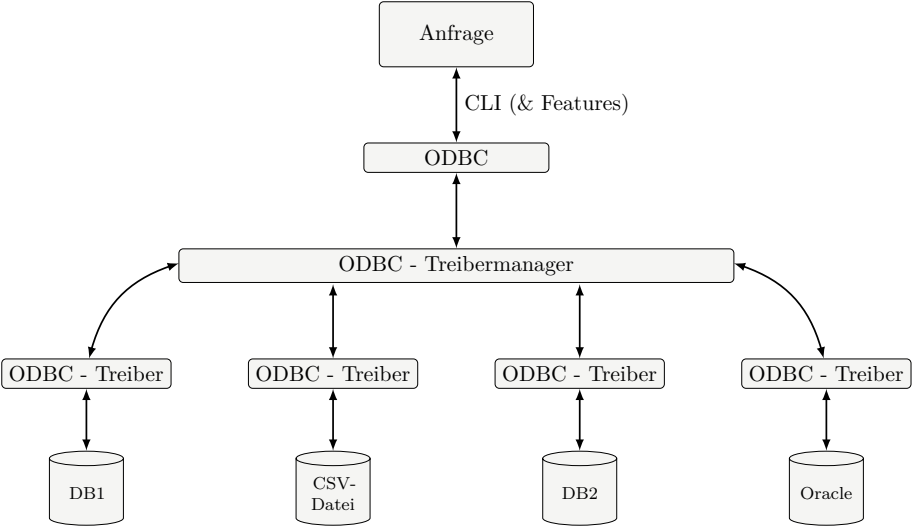 Anfrage
CLI (& Features)
ODBC
ODBC - Treibermanager
ODBC - Treiber
ODBC - Treiber
ODBC - Treiber
ODBC - Treiber
DB1
CSV-
Datei
DB2
Oracle